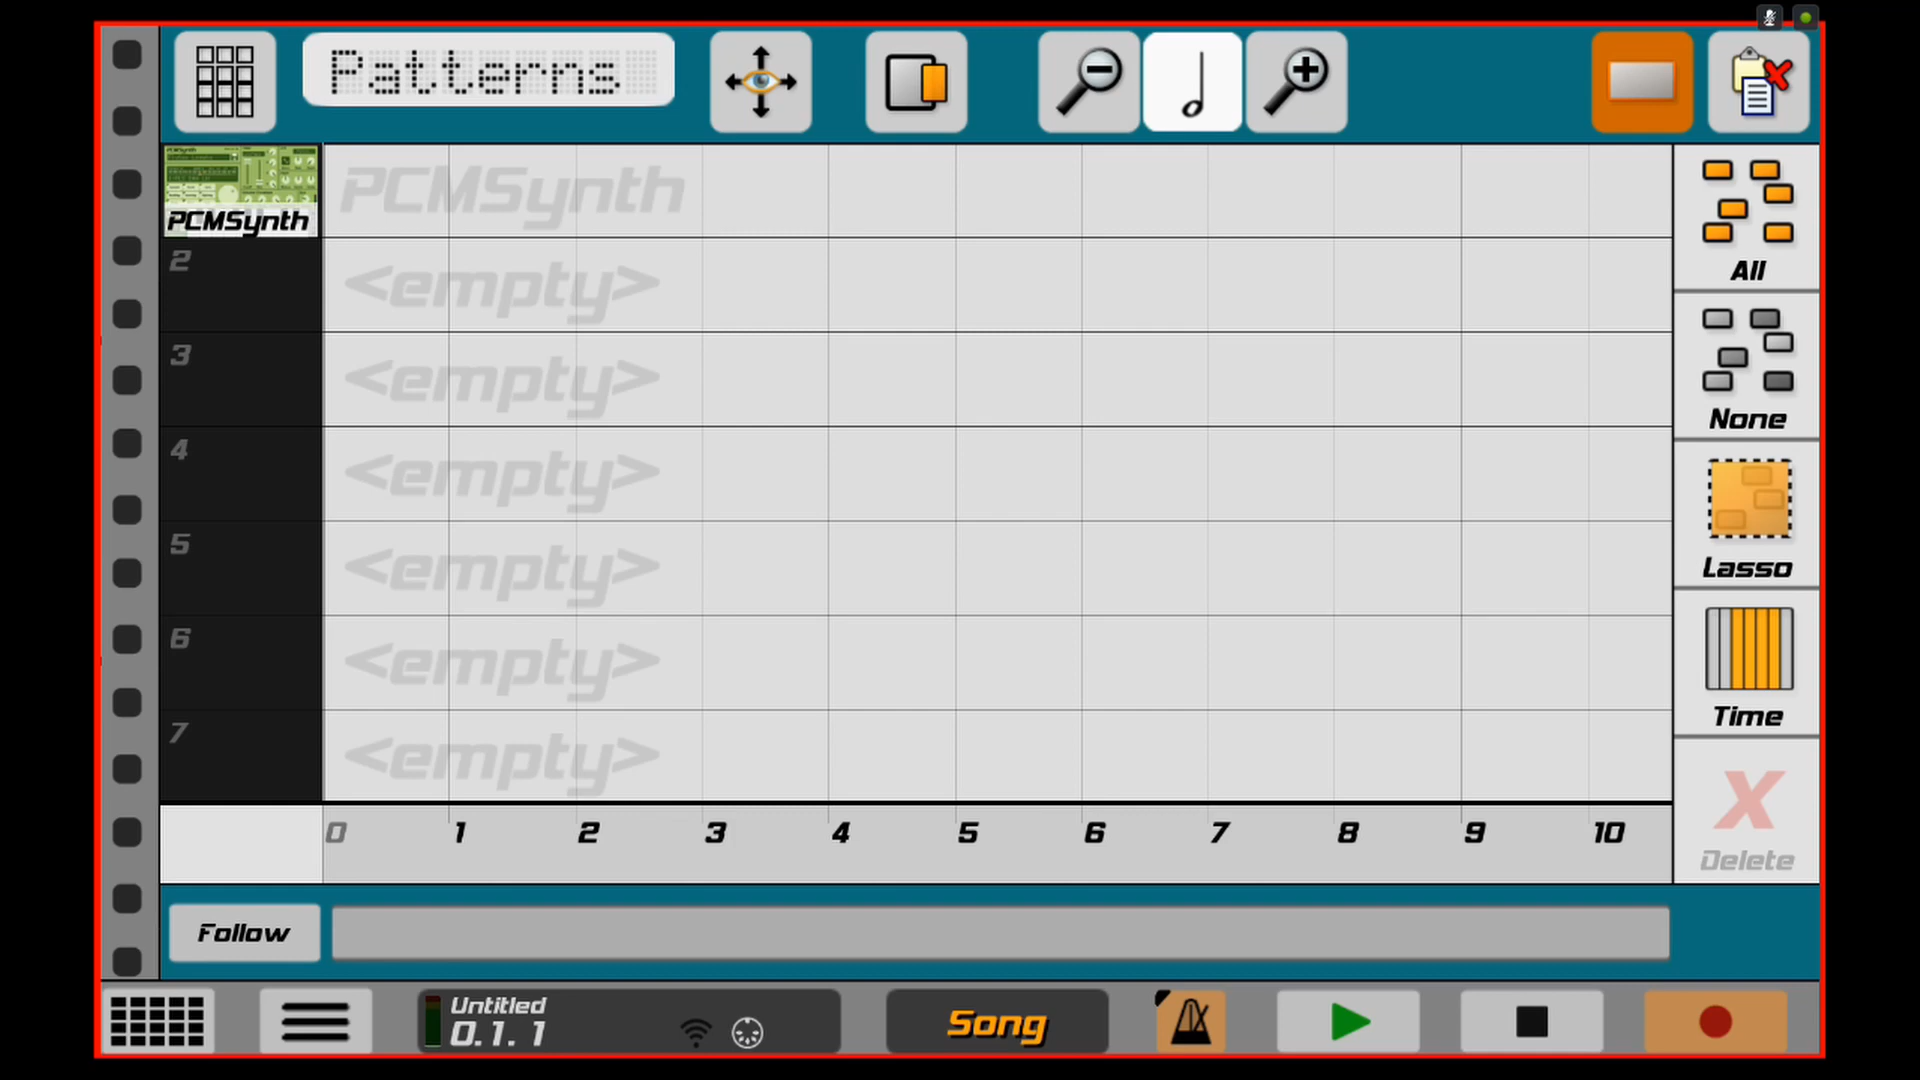 Patterns
PCMSynth
PCMSynth
All
2
<empty>
3
<empty>
None
4
<empty>
5
<empty>
Lasso
6
<empty>
7
<empty>
Time
0 1 2 3 4 5 6 7 8 9 10
Delete
Follow
Untitled
0.1.1
Song